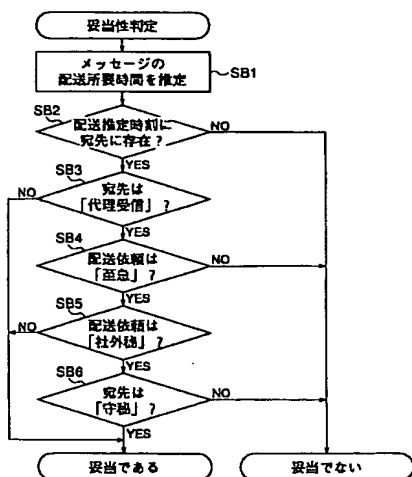 妥当性判定
メッセージの
配送所要時間を推定
SB1
SB2
配送推定時刻に
宛先に存在?
NO
YES
SB3
NO
宛先は
「代理受信」?
YES
SB4
配送依頼は
「至急」?
NO
YES
SB5
配送依頼は
「社外秘」?
NO
YES
SB6
宛先は
「守秘」?
NO
YES
妥当である
妥当でない